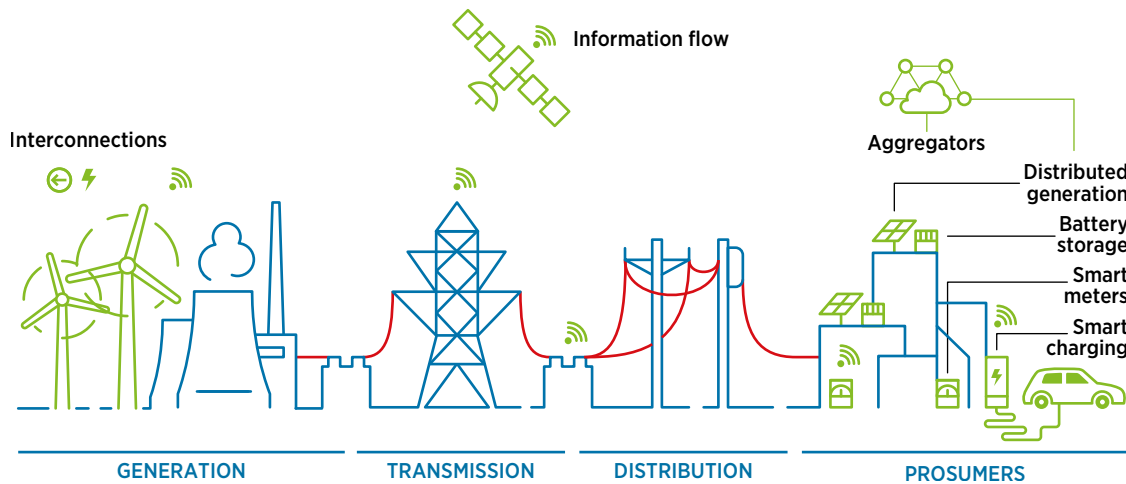 Information flow
Interconnections
Aggregators
Distributed
generation
Battery
storage
Smart
meters
Smart
charging
GENERATION
TRANSMISSION
DISTRIBUTION
PROSUMERS